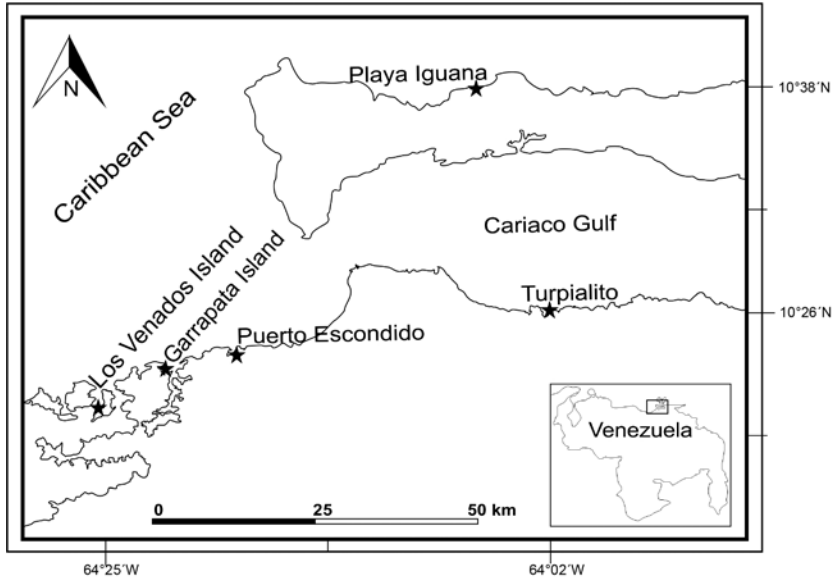 N
Caribbean Sea
Playa Iguana
10°38´N
Cariaco Gulf
Los Venados Island
Garrapata Island
Puerto Escondido
Turpialito
10°26´N
Venezuela
0 25 50 km
64°25´W 64°02´W